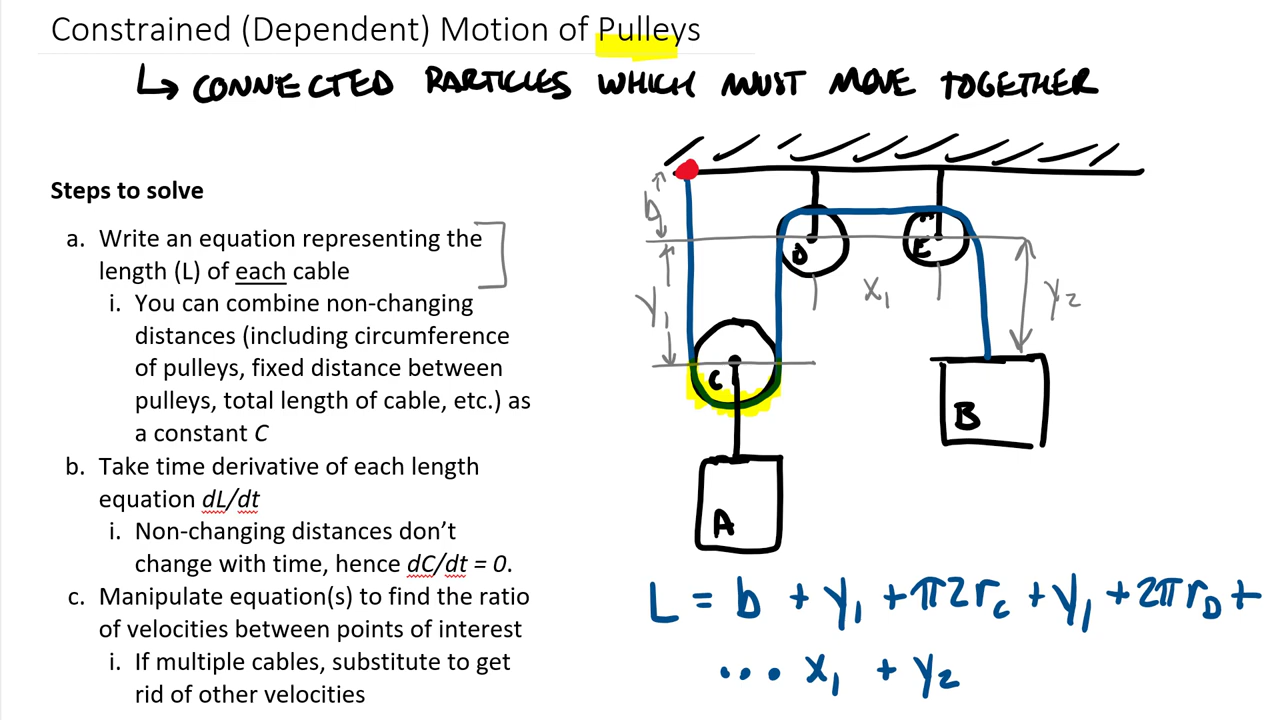 Constrained (Dependent) Motion of Pulleys
↳ CONNECTED PARTICLES WHICH MUST MOVE TOGETHER
Steps to solve
a. Write an equation representing the
length (L) of each cable
i. You can combine non-changing
distances (including circumference
of pulleys, fixed distance between
pulleys, total length of cable, etc.) as
a constant C
b. Take time derivative of each length
equation dL/dt
i. Non-changing distances don't
change with time, hence dC/dt = 0.
c. Manipulate equation(s) to find the ratio
of velocities between points of interest
i. If multiple cables, substitute to get
rid of other velocities
b
D
E
y₁
x₁
y₂
C
B
A
L = b + y₁ + π2r_C + y₁ + 2πr_D +
... x₁ + y₂